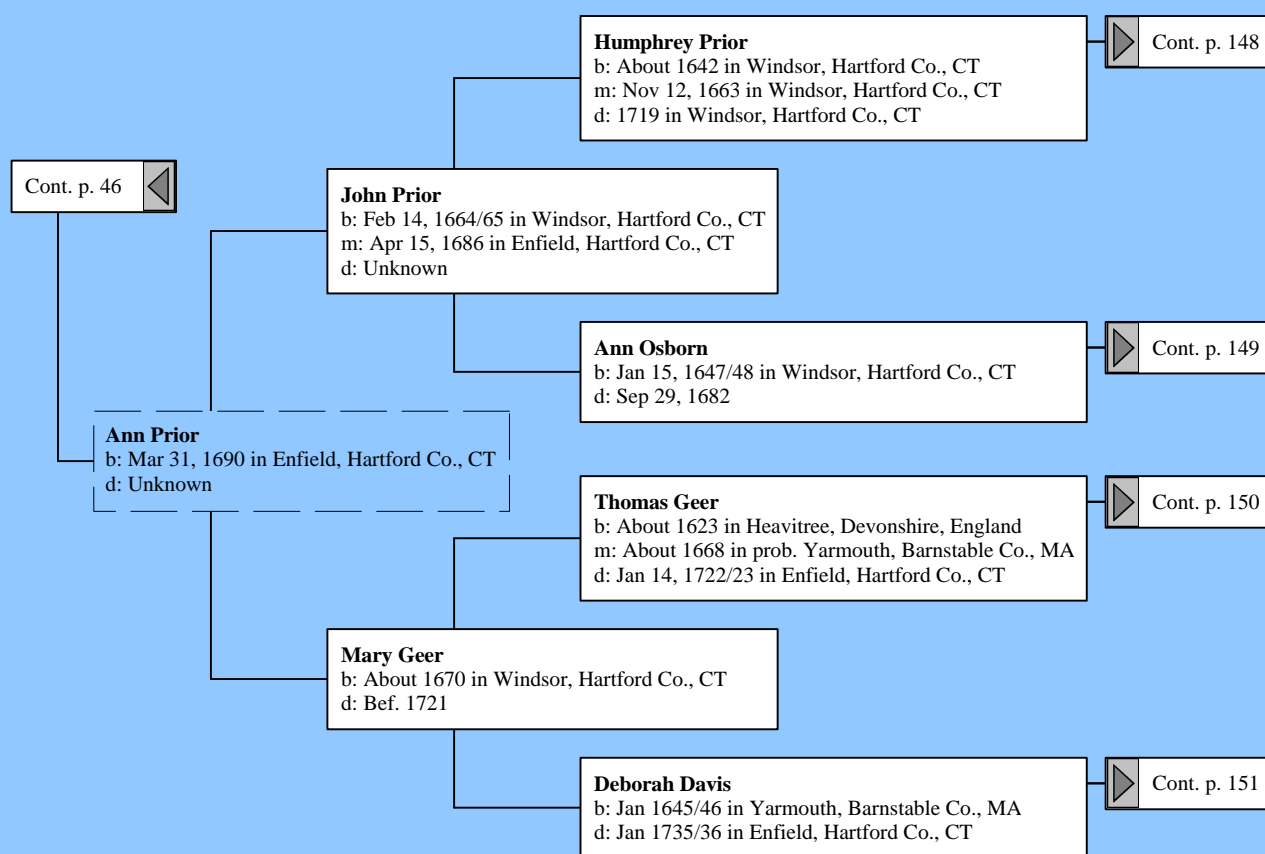 Humphrey Prior
b: About 1642 in Windsor, Hartford Co., CT
m: Nov 12, 1663 in Windsor, Hartford Co., CT
d: 1719 in Windsor, Hartford Co., CT
Cont. p. 148
Cont. p. 46
John Prior
b: Feb 14, 1664/65 in Windsor, Hartford Co., CT
m: Apr 15, 1686 in Enfield, Hartford Co., CT
d: Unknown
Ann Osborn
b: Jan 15, 1647/48 in Windsor, Hartford Co., CT
d: Sep 29, 1682
Cont. p. 149
Ann Prior
b: Mar 31, 1690 in Enfield, Hartford Co., CT
d: Unknown
Thomas Geer
b: About 1623 in Heavitree, Devonshire, England
m: About 1668 in prob. Yarmouth, Barnstable Co., MA
d: Jan 14, 1722/23 in Enfield, Hartford Co., CT
Cont. p. 150
Mary Geer
b: About 1670 in Windsor, Hartford Co., CT
d: Bef. 1721
Deborah Davis
b: Jan 1645/46 in Yarmouth, Barnstable Co., MA
d: Jan 1735/36 in Enfield, Hartford Co., CT
Cont. p. 151